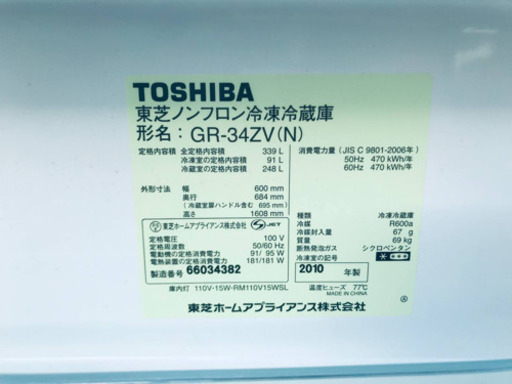 TOSHIBA
東芝ノンフロン冷凍冷蔵庫
形名：GR-34ZV(N)
定格内容積 全定格内容積 339 L
冷凍室の定格内容積 91 L
冷蔵室の定格内容積 248 L
消費電力量（JIS C 9801-2006年）
50Hz 470 kWh/年
60Hz 470 kWh/年
外形寸法 幅 600 mm
奥行 684 mm
（冷蔵室扉ハンドル含む 695 mm）
高さ 1608 mm
東芝ホームアプライアンス株式会社 JET
定格電圧 100 V
定格周波数 50/60 Hz
電動機の定格消費電力 91/ 95 W
電熱装置の定格消費電力 181/181 W
製造番号 66034382
種類 冷凍冷蔵庫
冷媒 R600a
冷媒封入量 67 g
質量 69 kg
断熱発泡ガス シクロペンタン
冷凍室の記号
2010 年製
庫内灯 110V-15W-RM110V15WSL
温度ヒューズ 77℃
MADE IN CHINA
東芝ホームアプライアンス株式会社